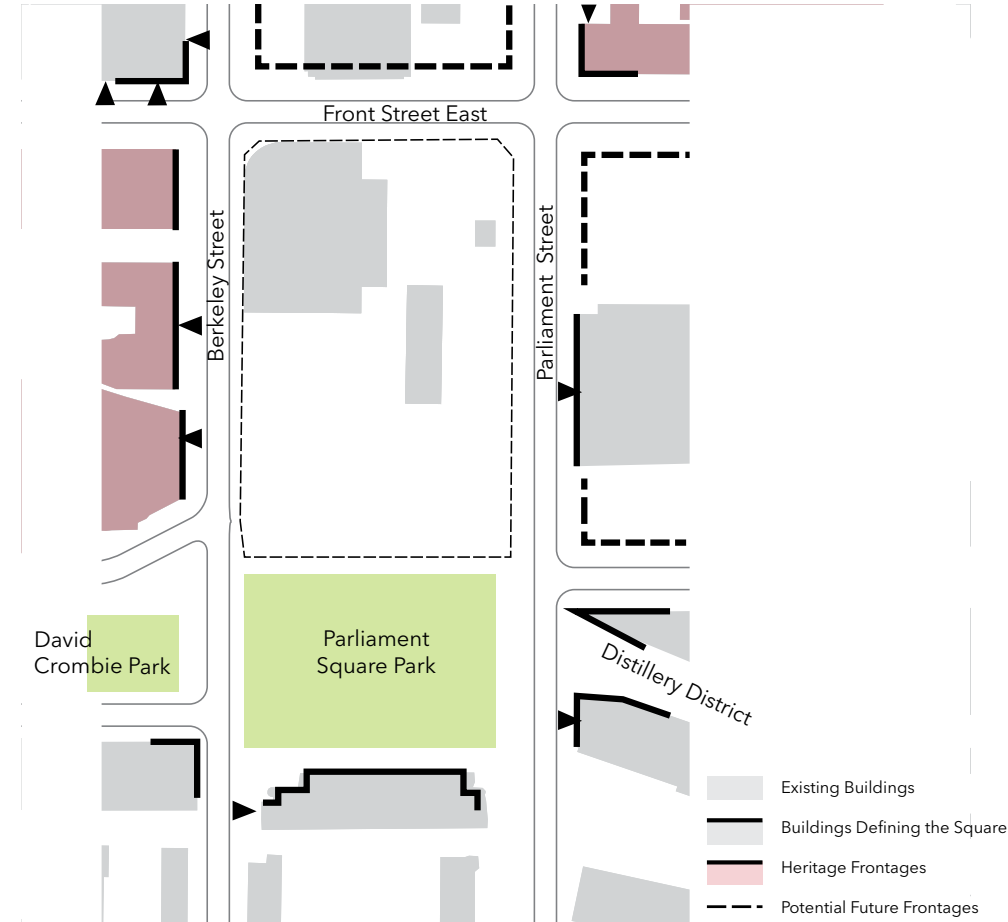 Front Street East
Berkeley Street
Parliament Street
David
Crombie Park
Parliament
Square Park
Distillery District
Existing Buildings
Buildings Defining the Square
Heritage Frontages
Potential Future Frontages